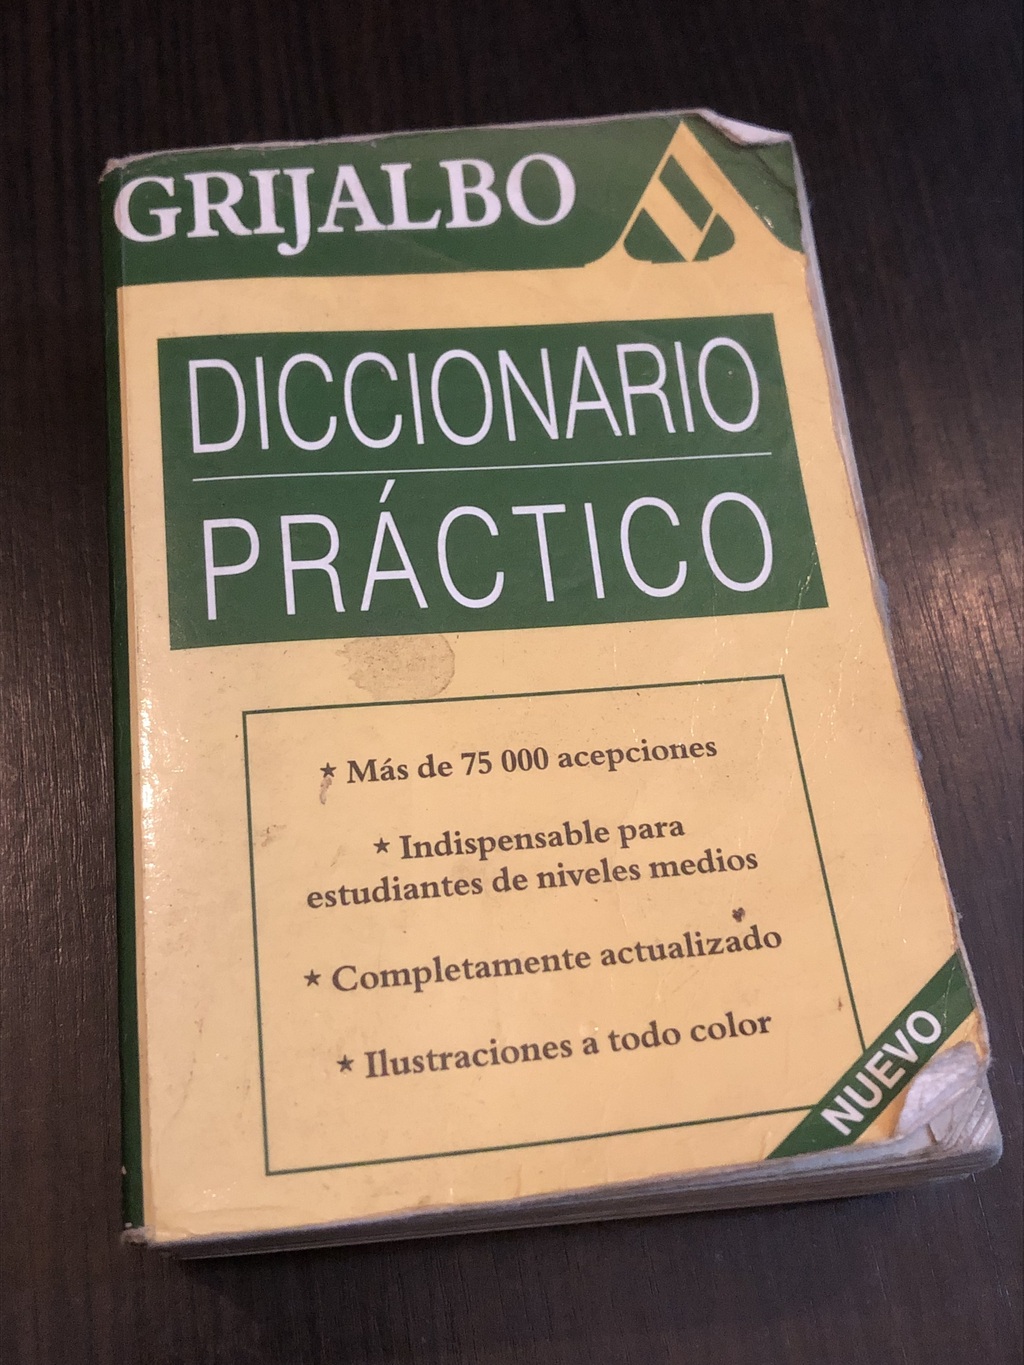 GRIJALBO
DICCIONARIO
PRÁCTICO
★ Más de 75 000 acepciones
★ Indispensable para
estudiantes de niveles medios
★ Completamente actualizado
★ Ilustraciones a todo color
NUEVO